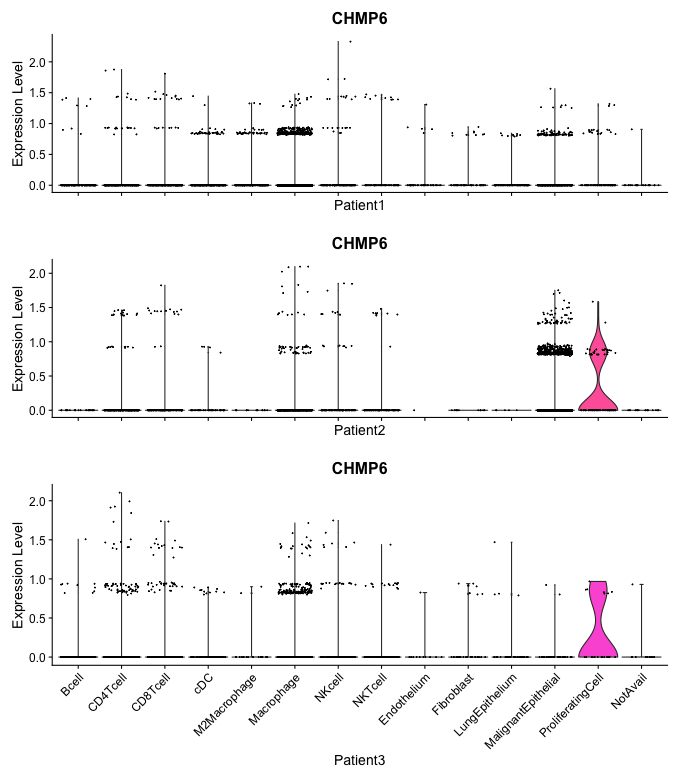 CHMP6
Expression Level
2.0
1.5
1.0
0.5
0.0
Patient1
CHMP6
Expression Level
2.0
1.5
1.0
0.5
0.0
Patient2
CHMP6
Expression Level
2.0
1.5
1.0
0.5
0.0
Bcell
CD4Tcell
CD8Tcell
cDC
M2Macrophage
Macrophage
NKcell
NKTcell
Endothelium
Fibroblast
LungEpithelium
MalignantEpithelial
ProliferatingCell
NotAvail
Patient3